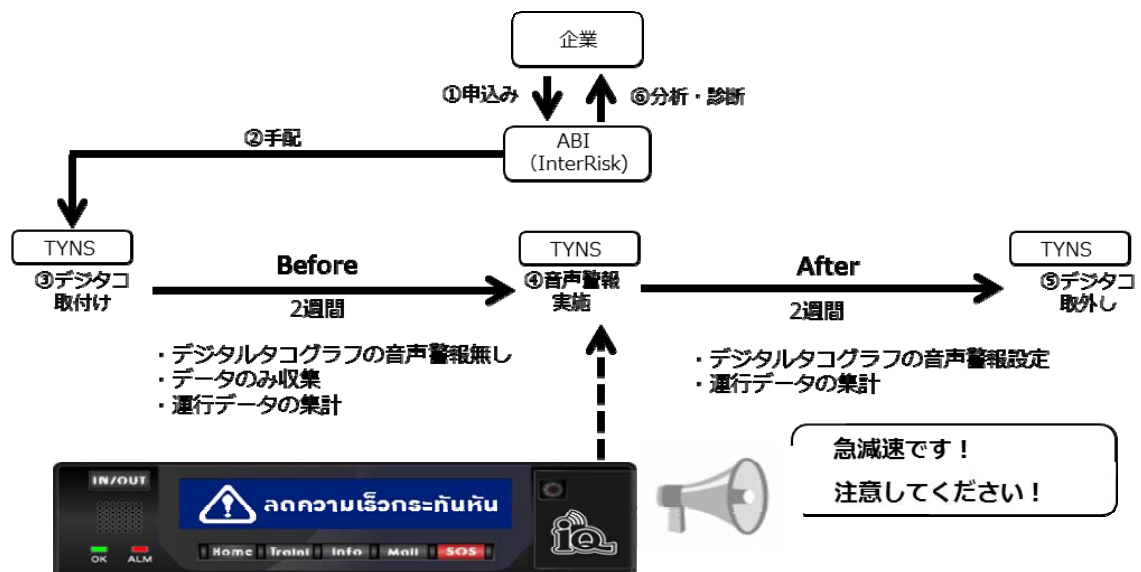 企業
①申込み
⑥分析・診断
②手配
ABI
（InterRisk）
TYNS
③デジタコ
取付け
Before
2週間
TYNS
④音声警報
実施
After
2週間
TYNS
⑤デジタコ
取外し
・デジタルタコグラフの音声警報無し
・データのみ収集
・運行データの集計
・デジタルタコグラフの音声警報設定
・運行データの集計
急減速です！
注意してください！
IN/OUT
ลดความเร็วกระทันหัน
OK ALM
Home Traini Info Mail SOS
iQ